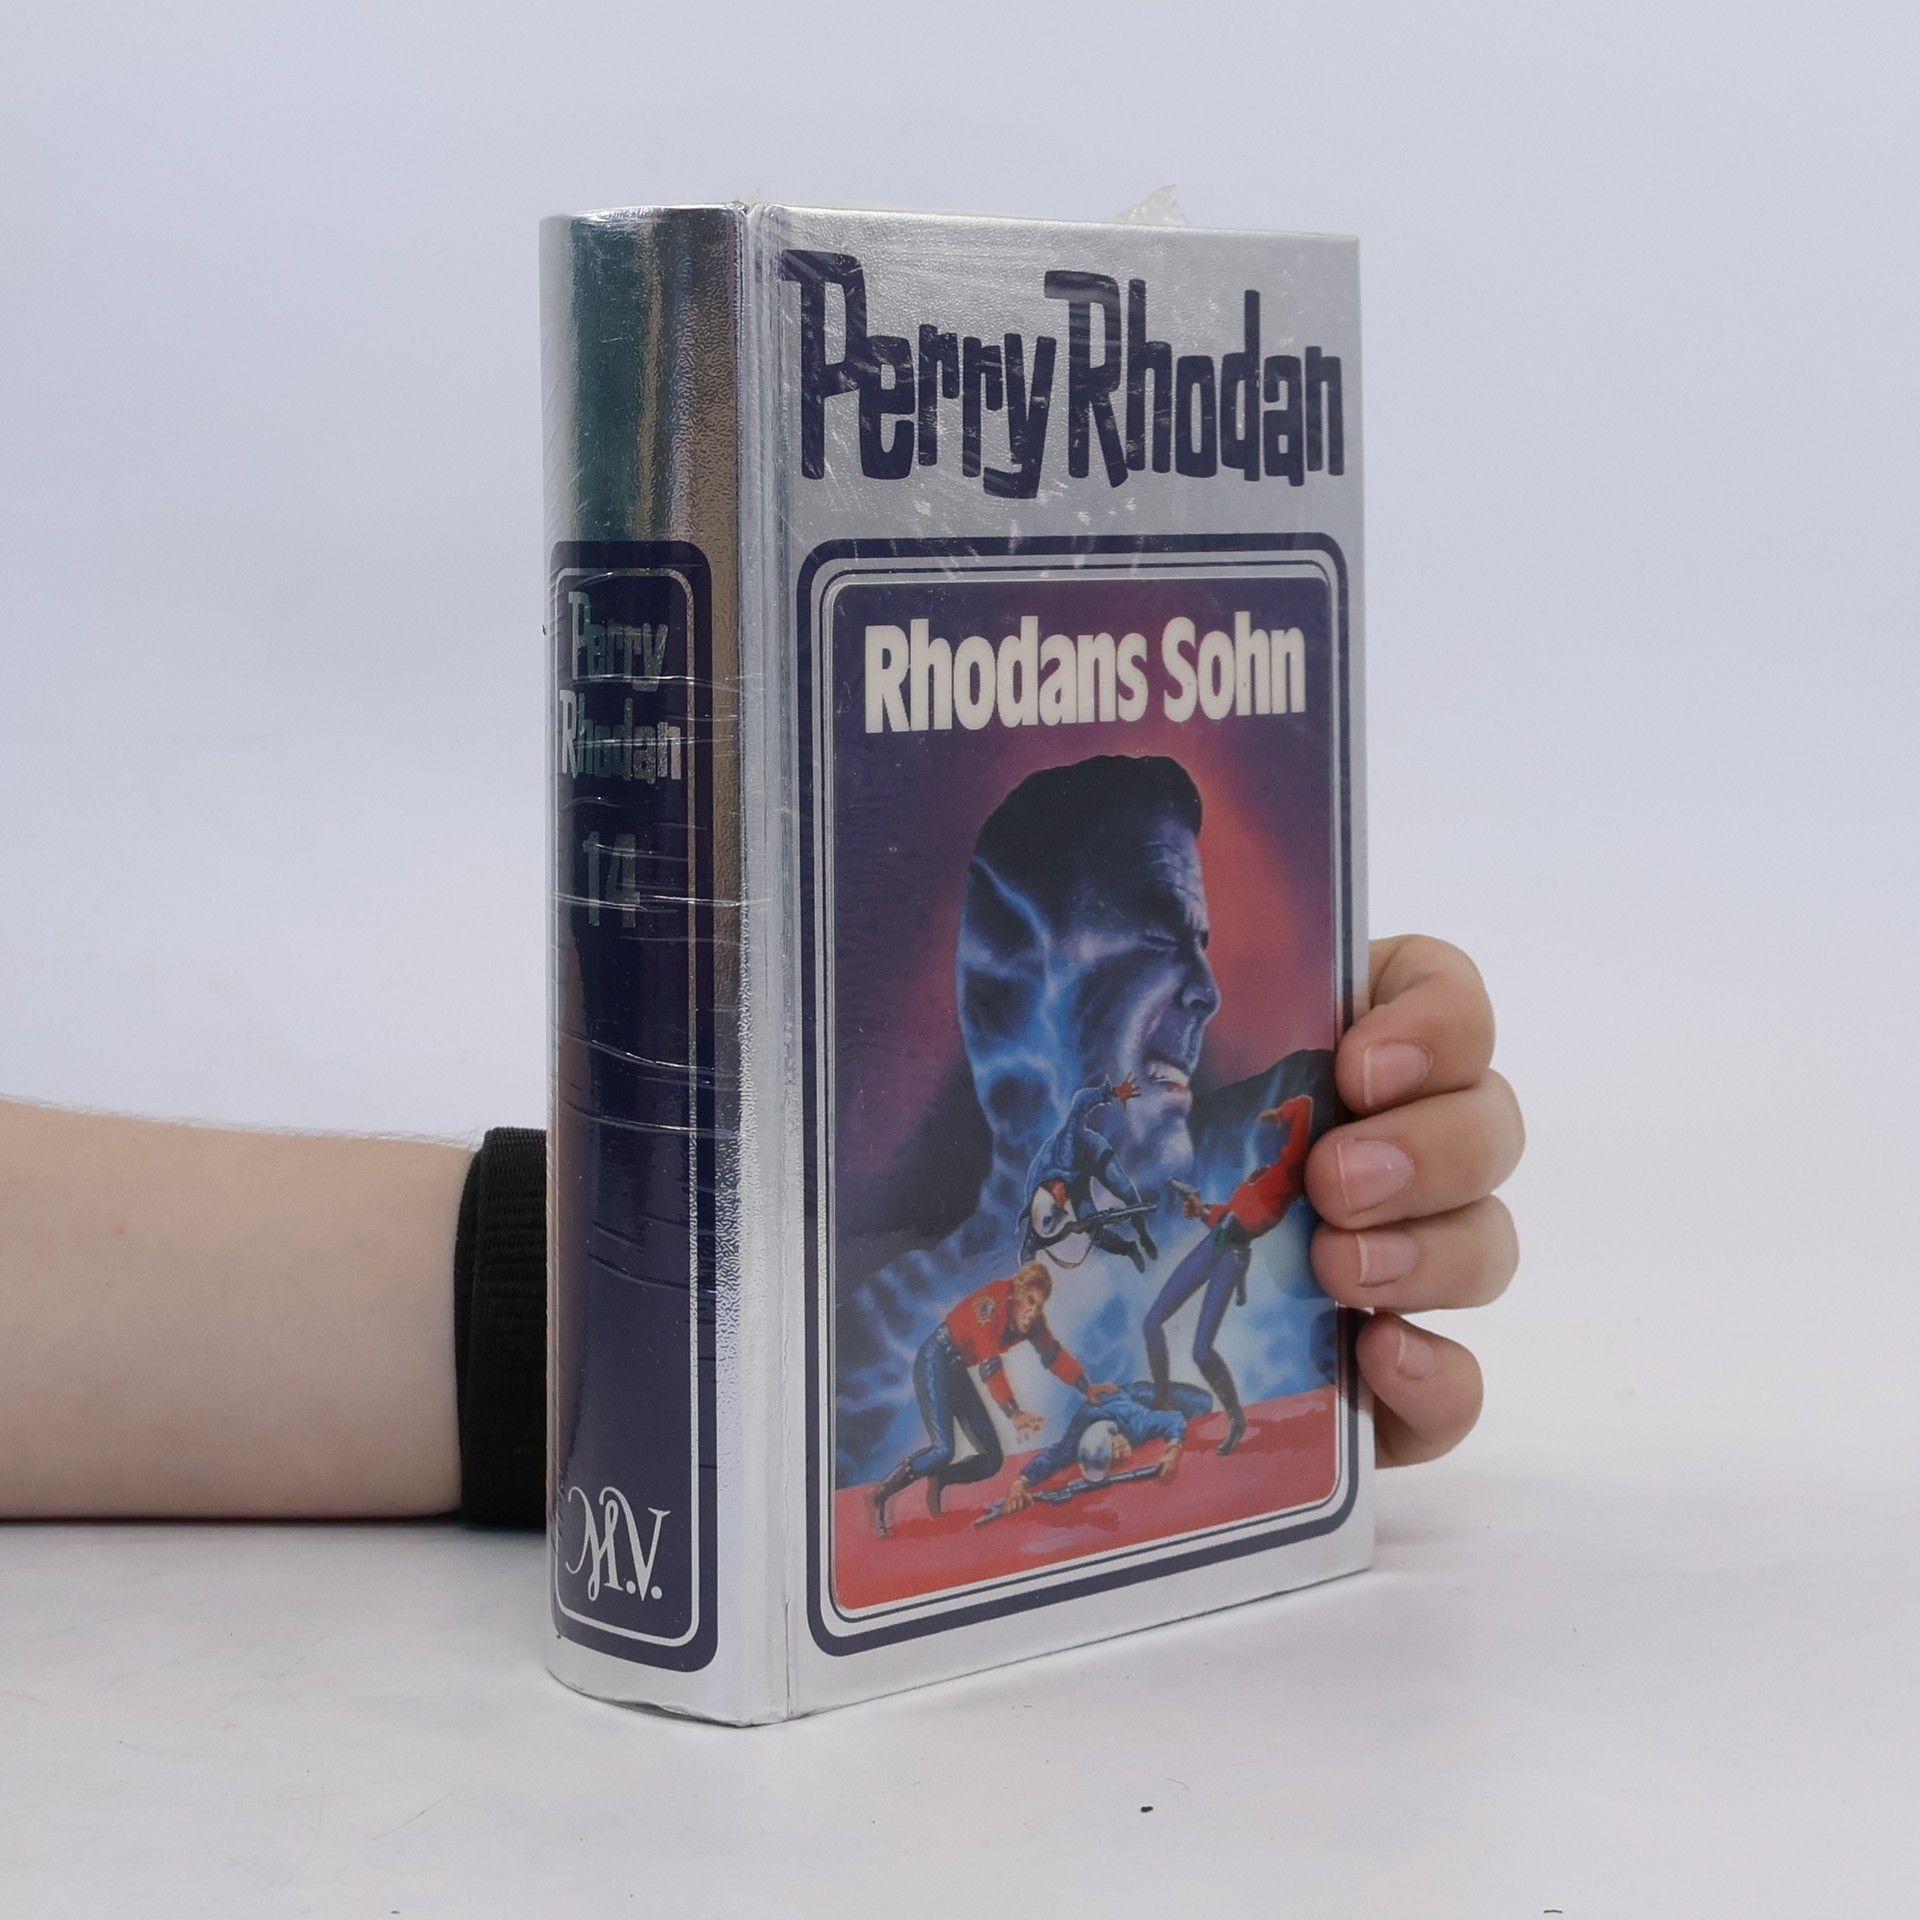 Perry Rhodan
Rhodans Sohn
Perry
Rhodan
14
M.V.